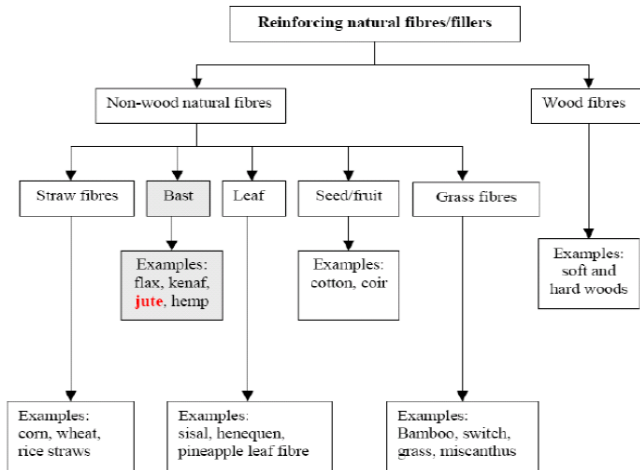 Reinforcing natural fibres/fillers
Non-wood natural fibres
Wood fibres
Straw fibres
Bast
Leaf
Seed/fruit
Grass fibres
Examples:
flax, kenaf,
jute, hemp
Examples:
cotton, coir
Examples:
soft and
hard woods
Examples:
corn, wheat,
rice straws
Examples:
sisal, henequen,
pineapple leaf fibre
Examples:
Bamboo, switch,
grass, miscanthus